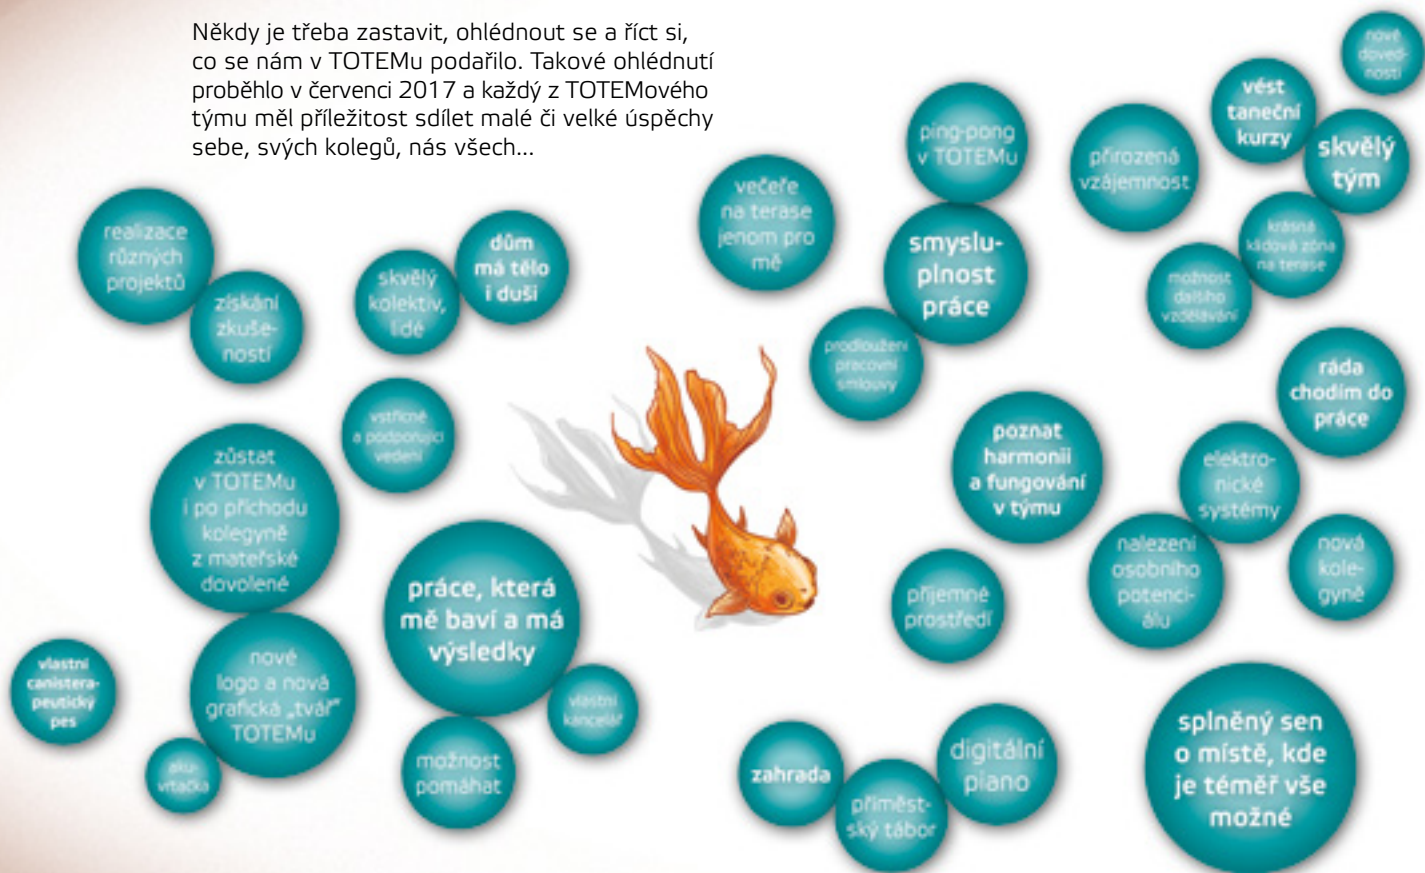 Někdy je třeba zastavit, ohlédnout se a říct si,
co se nám v TOTEMu podařilo. Takové ohlédnutí
proběhlo v červenci 2017 a každý z TOTEMového
týmu měl příležitost sdílet malé či velké úspěchy
sebe, svých kolegů, nás všech...
realizace
různých
projektů
získání
zkuše-
ností
skvělý
kolektiv,
lidé
dům
má tělo
i duši
vstřícné
a podporující
vedení
zůstat
v TOTEMu
i po příchodu
kolegyně
z mateřské
dovolené
nové
logo a nová
grafická „tvář"
TOTEMu
vlastní
canistera-
peutický
pes
aku-
vrtačka
práce, která
mě baví a má
výsledky
vlastní
kancelář
možnost
pomáhat
večeře
na terase
jenom pro
mě
ping-pong
v TOTEMu
smyslu-
plnost
práce
prodloužení
pracovní
smlouvy
přirozená
vzájemnost
vést
taneční
kurzy
nové
doved-
nosti
skvělý
tým
krásná
klidová zóna
na terase
možnost
dalšího
vzdělávání
ráda
chodím do
práce
poznat
harmonii
a fungování
v týmu
elektro-
nické
systémy
nalezení
osobního
potenci-
álu
nová
kole-
gyně
příjemné
prostředí
zahrada
příměst-
ský tábor
digitální
piano
splněný sen
o místě, kde
je téměř vše
možné